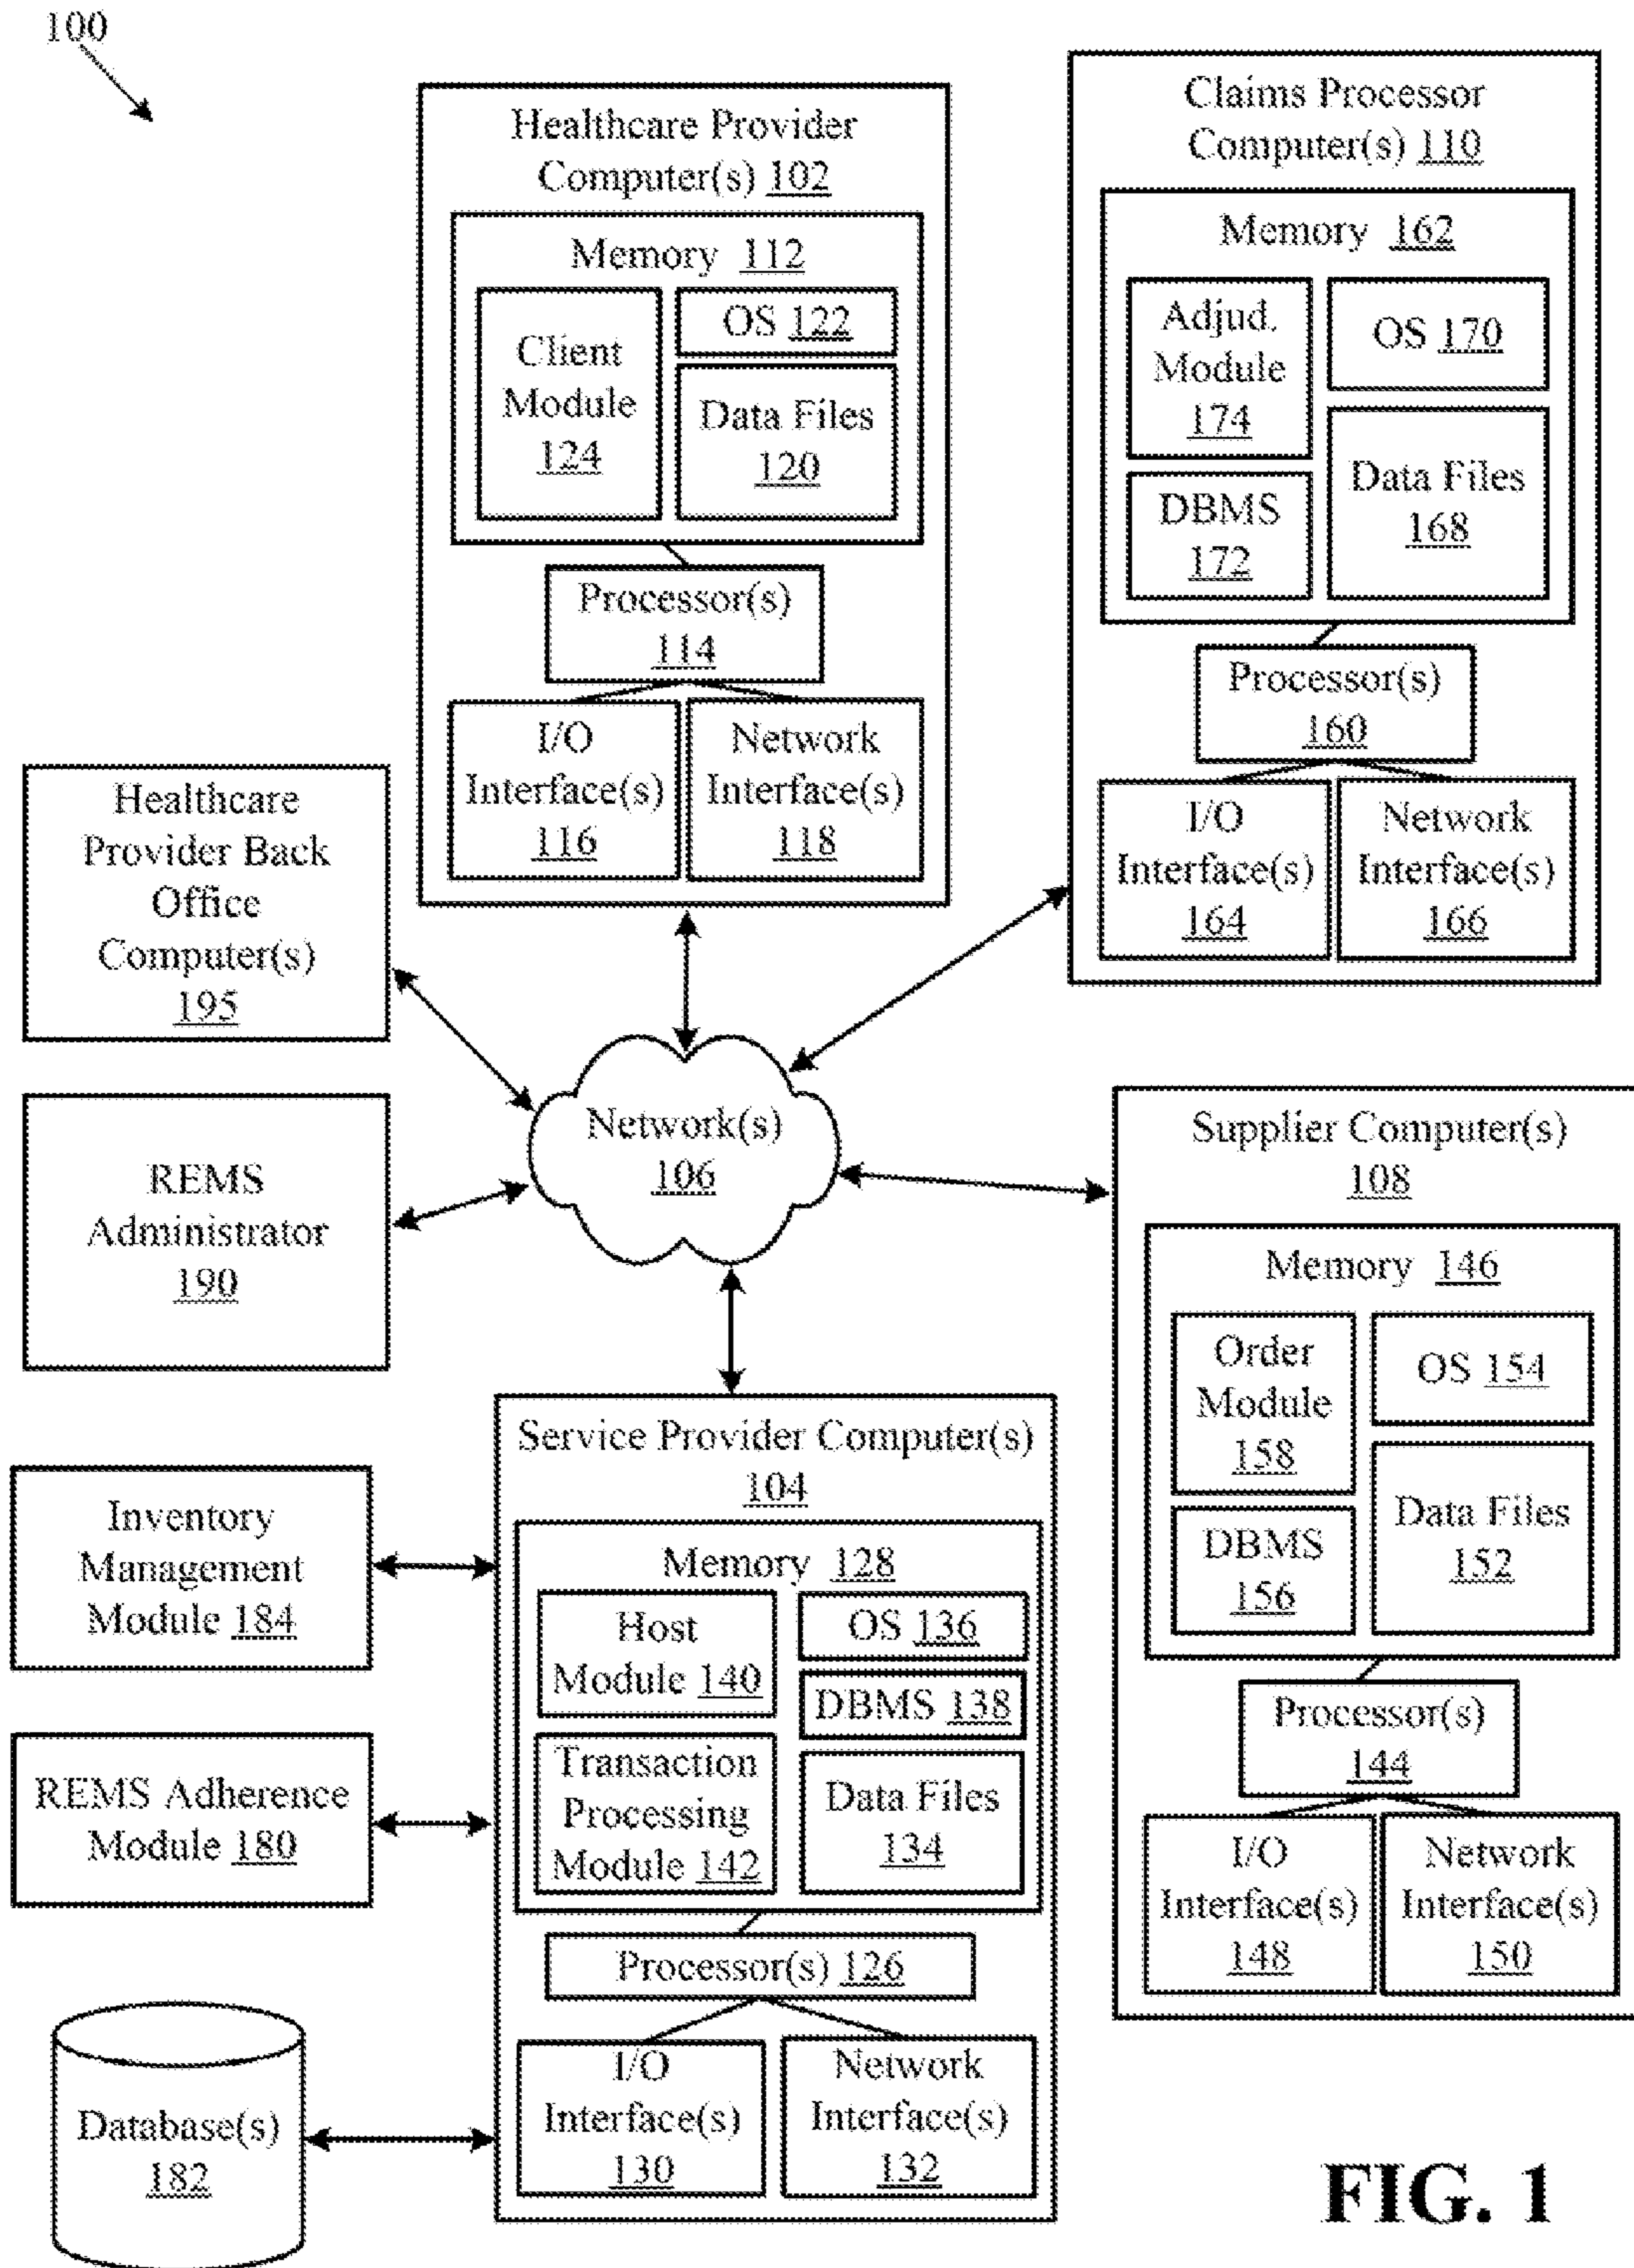 100
Healthcare Provider
Computer(s) 102
Memory 112
Client
Module
124
OS 122
Data Files
120
Processor(s)
114
I/O
Interface(s)
116
Network
Interface(s)
118
Claims Processor
Computer(s) 110
Memory 162
Adjud.
Module
174
OS 170
DBMS
172
Data Files
168
Processor(s)
160
I/O
Interface(s)
164
Network
Interface(s)
166
Healthcare
Provider Back
Office
Computer(s)
195
Network(s)
106
REMS
Administrator
190
Supplier Computer(s)
108
Memory 146
Order
Module
158
OS 154
DBMS
156
Data Files
152
Processor(s)
144
I/O
Interface(s)
148
Network
Interface(s)
150
Service Provider Computer(s)
104
Memory 128
Host
Module 140
OS 136
DBMS 138
Transaction
Processing
Module 142
Data Files
134
Processor(s) 126
I/O
Interface(s)
130
Network
Interface(s)
132
Inventory
Management
Module 184
REMS Adherence
Module 180
Database(s)
182
FIG. 1